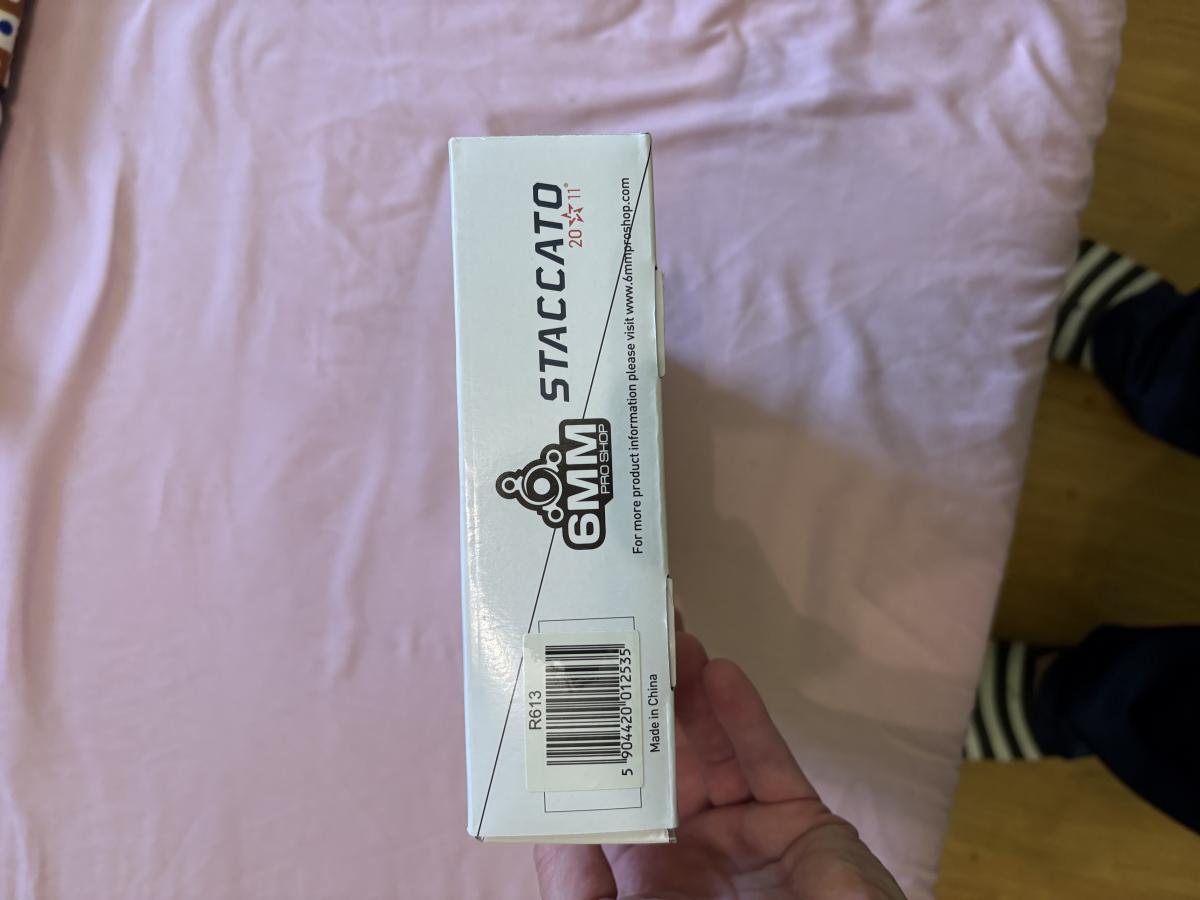 6MM
PRO SHOP
STACCATO
20 11®
For more product information please visit www.6mmproshop.com
R613
5 904420 012535
Made in China